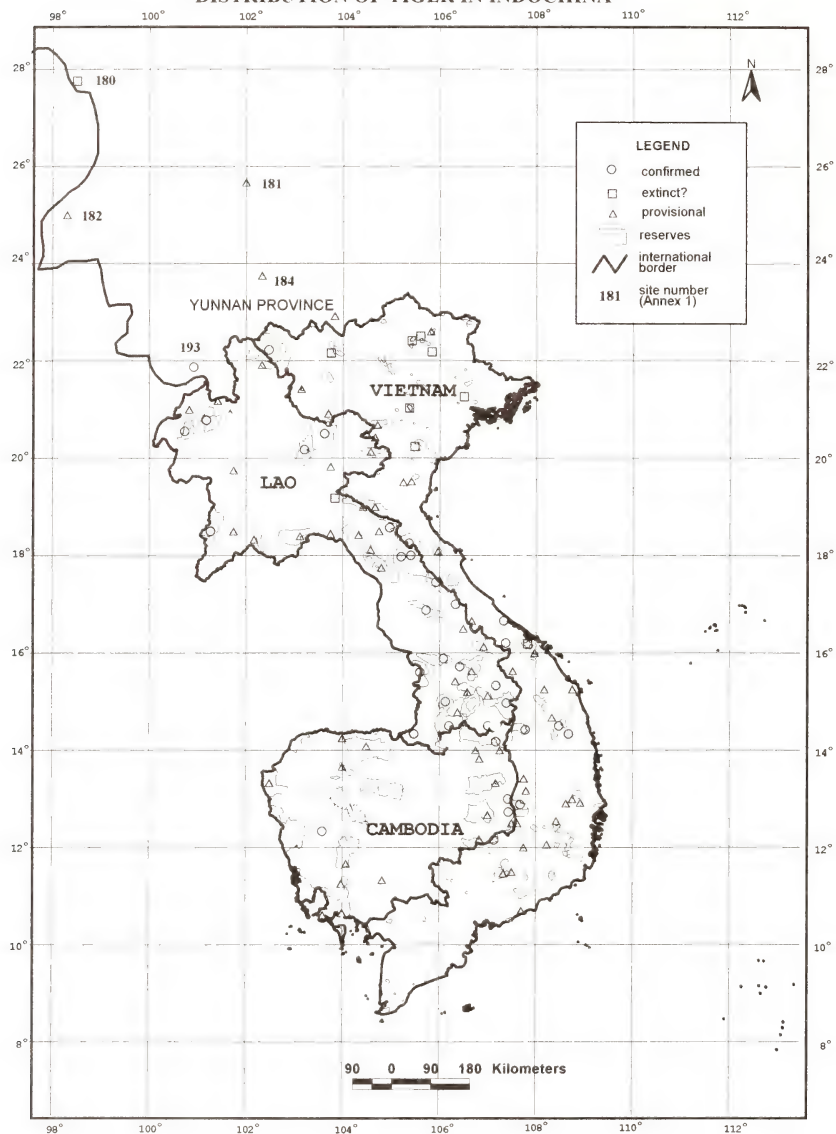 DISTRIBUTION OF TIGER IN INDOCHINA
98° 100° 102° 104° 106° 108° 110° 112°
28° 28°
N
180
LEGEND
confirmed
extinct?
provisional
reserves
international
border
181 site number
(Annex 1)
26° 26°
181
182
24° 24°
184
YUNNAN PROVINCE
193
22° 22°
VIETNAM
20° 20°
LAO
18° 18°
16° 16°
14° 14°
CAMBODIA
12° 12°
10° 10°
8° 8°
90 0 90 180 Kilometers
98° 100° 102° 104° 106° 108° 110° 112°